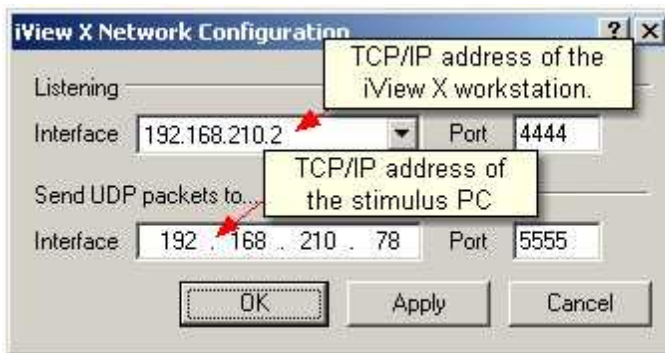 iView X Network Configuration
TCP/IP address of the
iView X workstation.
Listening
Interface 192.168.210.2 Port 4444
TCP/IP address of
the stimulus PC
Send UDP packets to...
Interface 192 . 168 . 210 . 78 Port 5555
OK Apply Cancel